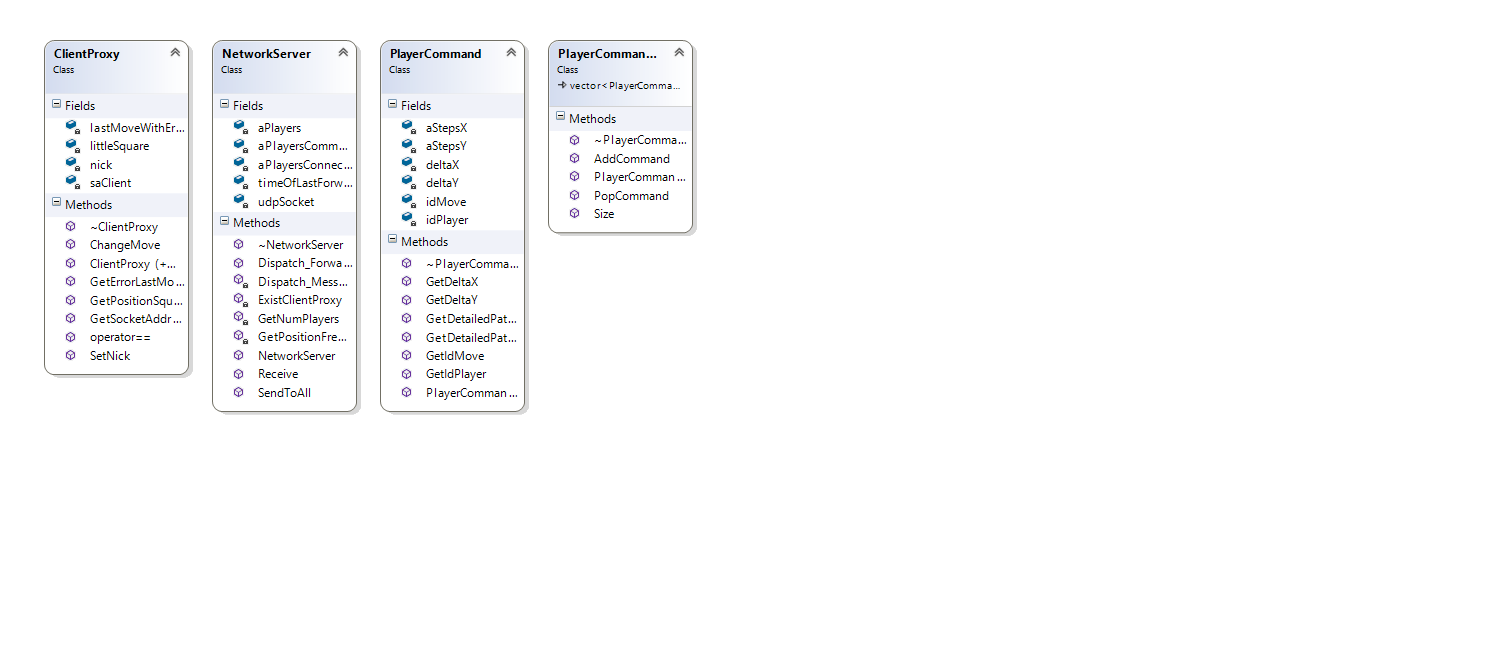 ClientProxy
Class
Fields
lastMoveWithEr...
littleSquare
nick
saClient
Methods
~ClientProxy
ChangeMove
ClientProxy (+...
GetErrorLastMo...
GetPositionSqu...
GetSocketAddr...
operator==
SetNick
NetworkServer
Class
Fields
aPlayers
aPlayersComm...
aPlayersConnec...
timeOfLastForw...
udpSocket
Methods
~NetworkServer
Dispatch_Forwa...
Dispatch_Mess...
ExistClientProxy
GetNumPlayers
GetPositionFre...
NetworkServer
Receive
SendToAll
PlayerCommand
Class
Fields
aStepsX
aStepsY
deltaX
deltaY
idMove
idPlayer
Methods
~PlayerComma...
GetDeltaX
GetDeltaY
GetDetailedPat...
GetDetailedPat...
GetIdMove
GetIdPlayer
PlayerComman...
PlayerComman...
Class
vector<PlayerComma...
Methods
~PlayerComma...
AddCommand
PlayerComman...
PopCommand
Size